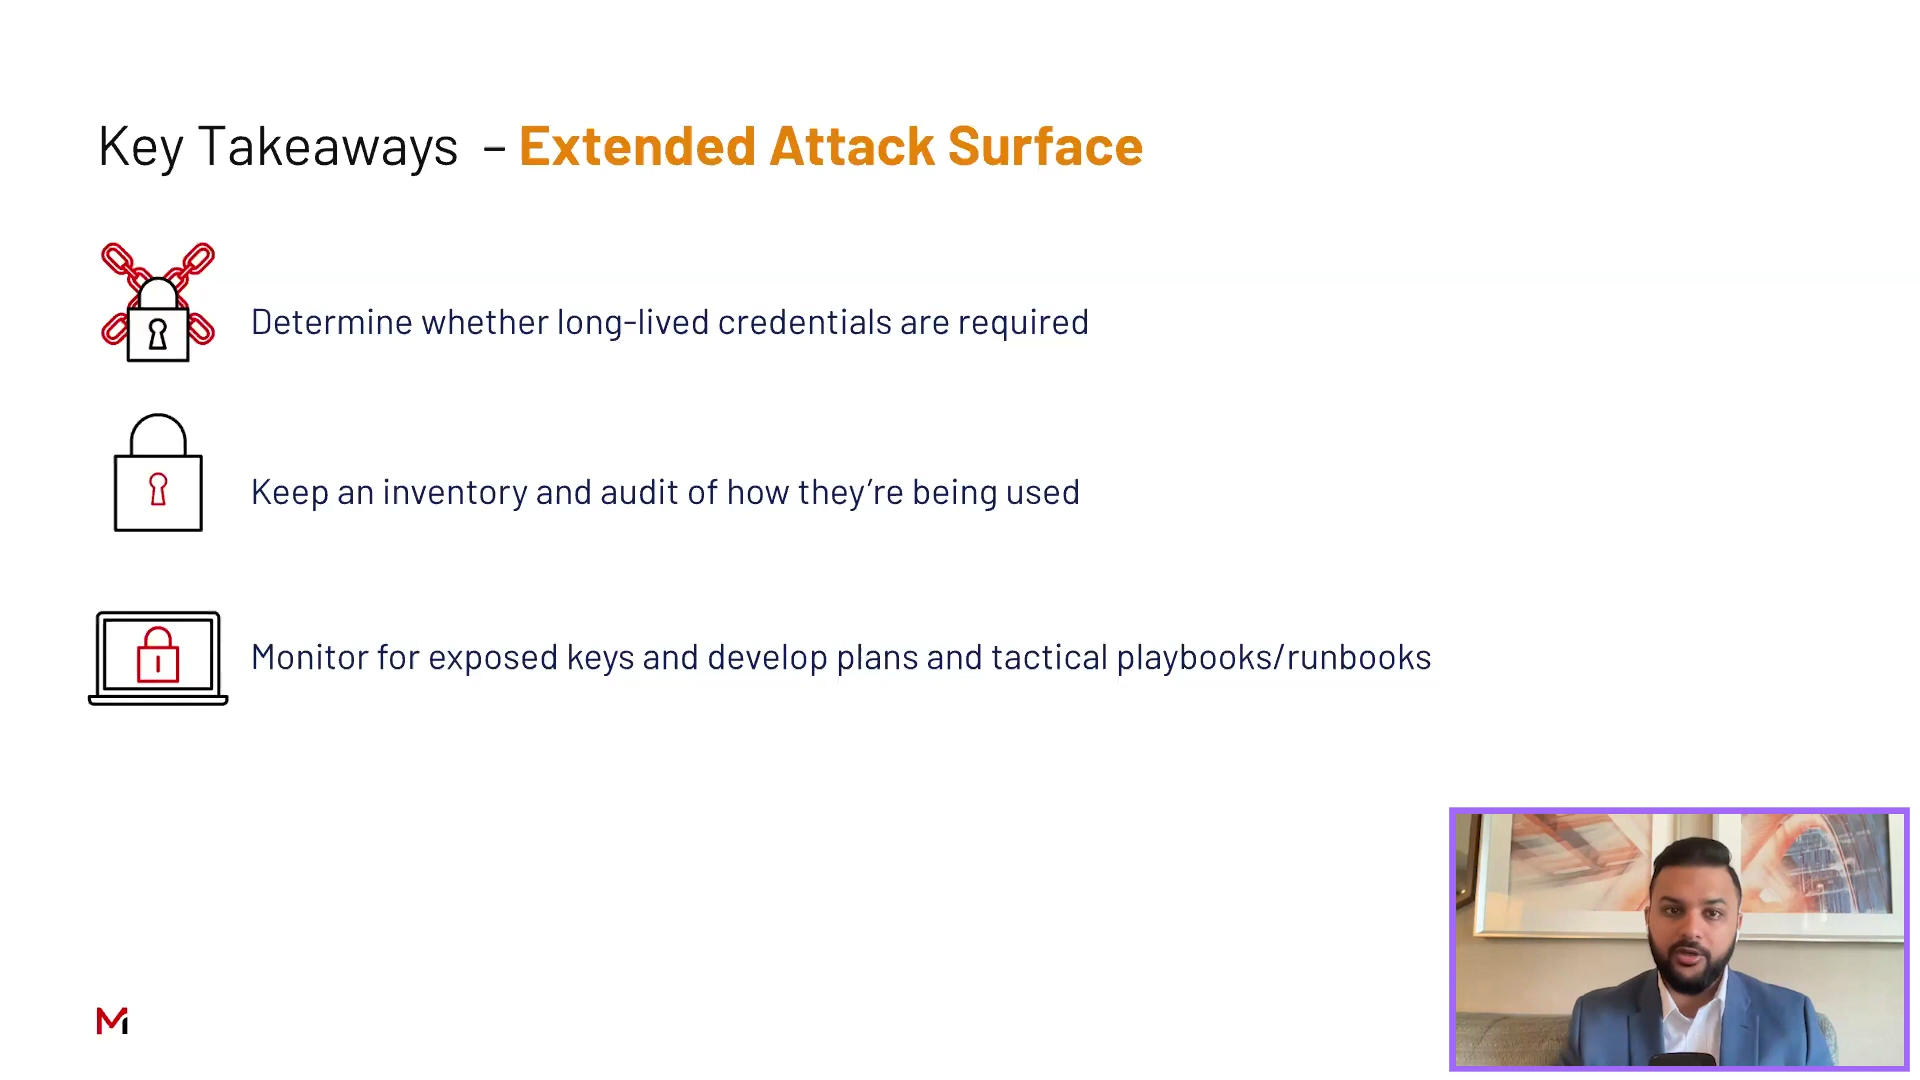 Key Takeaways – Extended Attack Surface
Determine whether long-lived credentials are required
Keep an inventory and audit of how they’re being used
Monitor for exposed keys and develop plans and tactical playbooks/runbooks